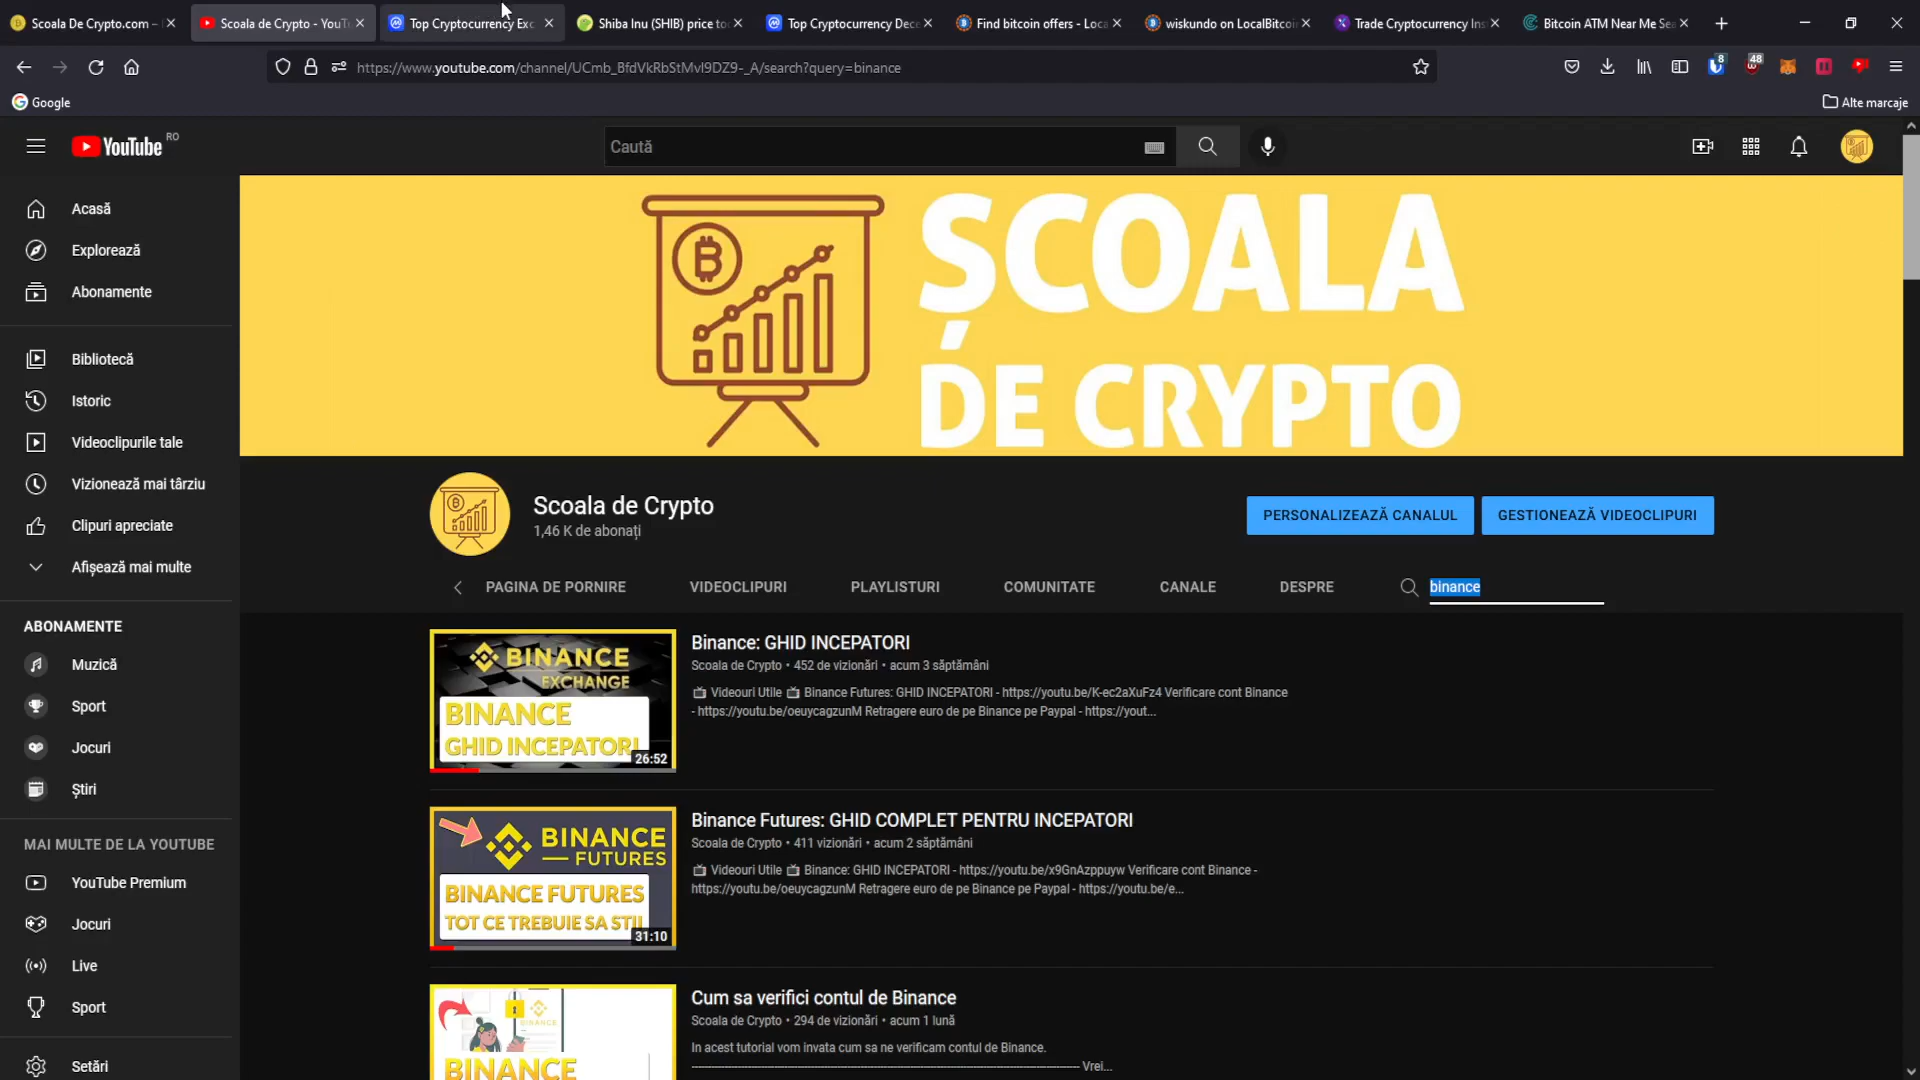 Scoala De Crypto.com –
Scoala de Crypto - YouT
Top Cryptocurrency Exc
Shiba Inu (SHIB) price to
Top Cryptocurrency Dece
Find bitcoin offers - Loca
wiskundo on LocalBitcoin
Trade Cryptocurrency Ins
Bitcoin ATM Near Me Sea
https://www.youtube.com/channel/UCmb_BfdVkRbStMvl9DZ9-_A/search?query=binance
8
48
Google
Alte marcaje
YouTube RO
Caută
Acasă
Explorează
Abonamente
Bibliotecă
Istoric
Videoclipurile tale
Vizionează mai târziu
Clipuri apreciate
Afișează mai multe
ABONAMENTE
Muzică
Sport
Jocuri
Știri
MAI MULTE DE LA YOUTUBE
YouTube Premium
Jocuri
Live
Sport
Setări
ȘCOALA
DE CRYPTO
Scoala de Crypto
1,46 K de abonați
PERSONALIZEAZĂ CANALUL
GESTIONEAZĂ VIDEOCLIPURI
PAGINA DE PORNIRE
VIDEOCLIPURI
PLAYLISTURI
COMUNITATE
CANALE
DESPRE
binance
BINANCE
EXCHANGE
BINANCE
GHID INCEPATORI
26:52
Binance: GHID INCEPATORI
Scoala de Crypto • 452 de vizionări • acum 3 săptămâni
Videouri Utile Binance Futures: GHID INCEPATORI - https://youtu.be/K-ec2aXuFz4 Verificare cont Binance
- https://youtu.be/oeuycagzunM Retragere euro de pe Binance pe Paypal - https://yout...
BINANCE
FUTURES
BINANCE FUTURES
TOT CE TREBUIE SA STII
31:10
Binance Futures: GHID COMPLET PENTRU INCEPATORI
Scoala de Crypto • 411 vizionări • acum 2 săptămâni
Videouri Utile Binance: GHID INCEPATORI - https://youtu.be/x9GnAzppuyw Verificare cont Binance -
https://youtu.be/oeuycagzunM Retragere euro de pe Binance pe Paypal - https://youtu.be/e...
BINANCE
BINANCE
Cum sa verifici contul de Binance
Scoala de Crypto • 294 de vizionări • acum 1 lună
In acest tutorial vom invata cum sa ne verificam contul de Binance.
Vrei...